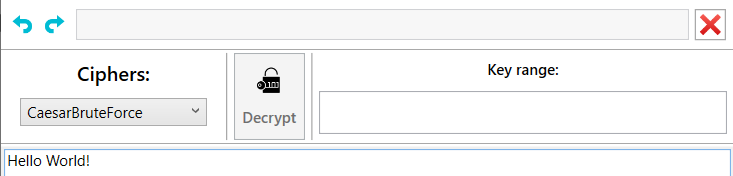 Ciphers:
Key range:
CaesarBruteForce
Decrypt
Hello World!